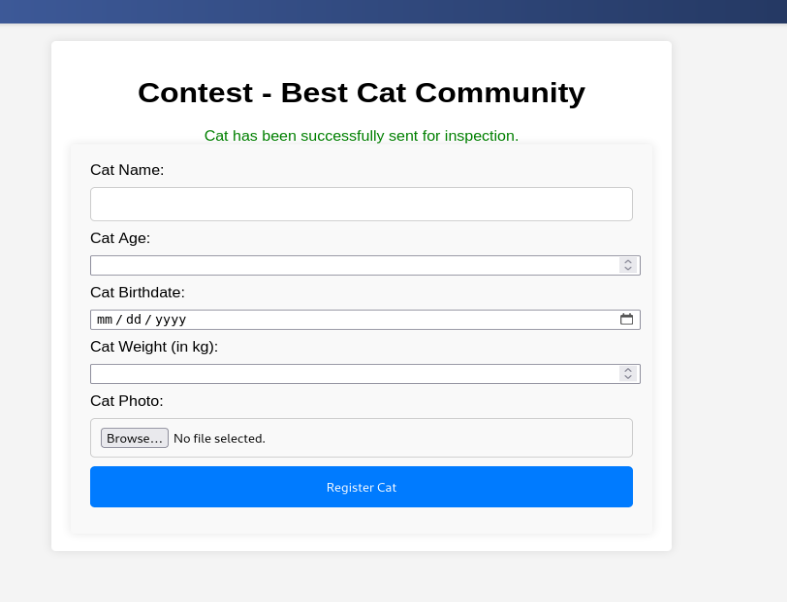 Contest - Best Cat Community
Cat has been successfully sent for inspection.
Cat Name:
Cat Age:
Cat Birthdate:
mm / dd / yyyy
Cat Weight (in kg):
Cat Photo:
Browse... No file selected.
Register Cat